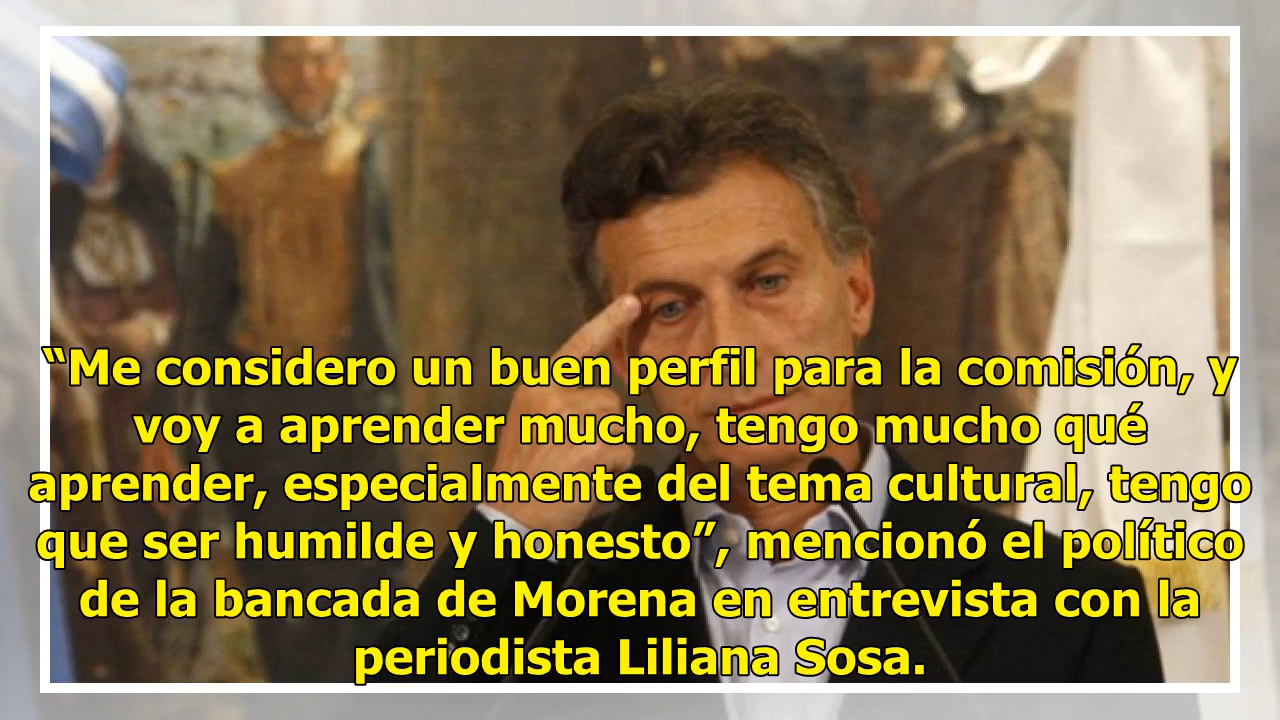 “Me considero un buen perfil para la comisión, y
voy a aprender mucho, tengo mucho qué
aprender, especialmente del tema cultural, tengo
que ser humilde y honesto”, mencionó el político
de la bancada de Morena en entrevista con la
periodista Liliana Sosa.